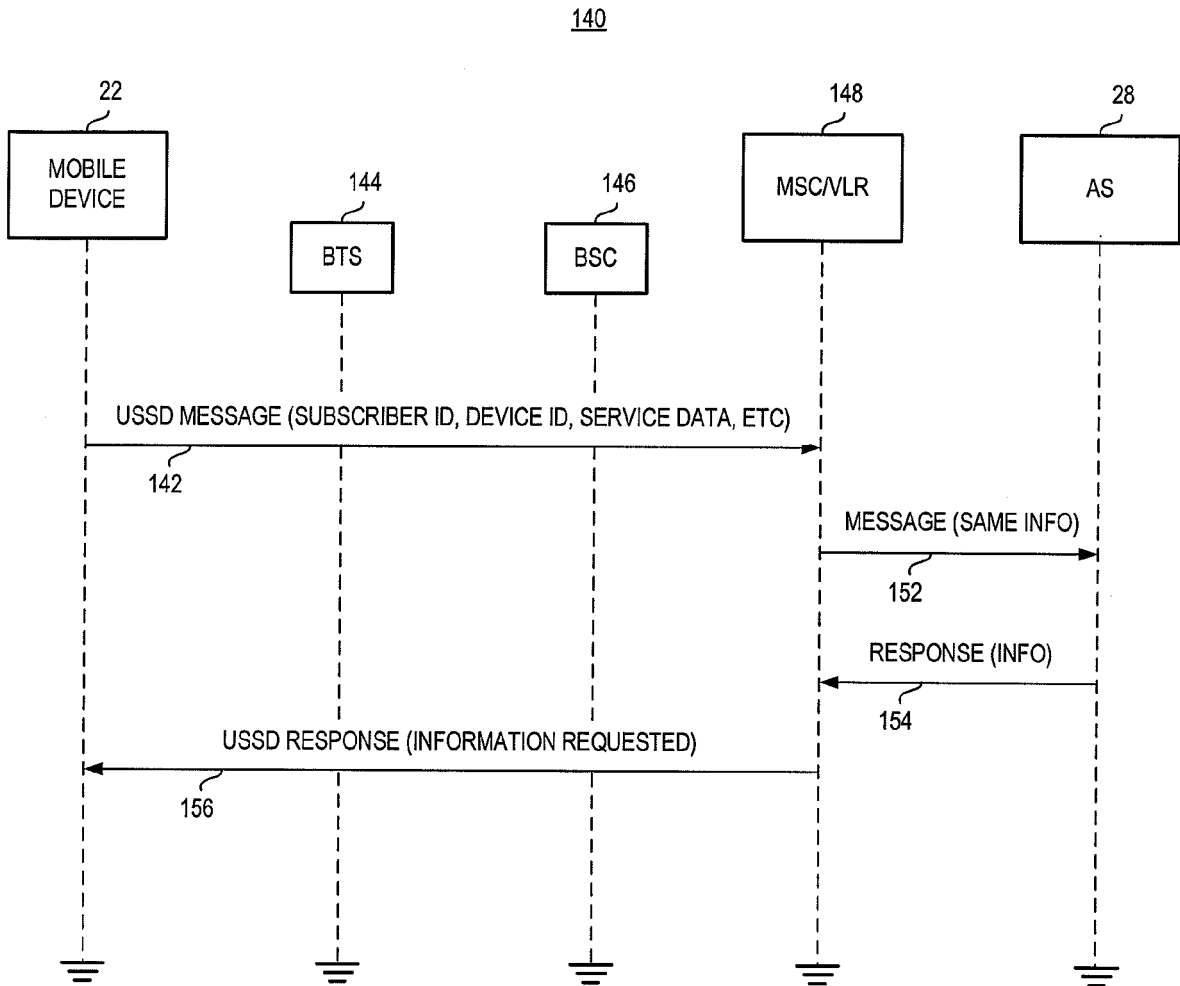 140
22
148
28
MOBILE
DEVICE
144
146
MSC/VLR
AS
BTS
BSC
USSD MESSAGE (SUBSCRIBER ID, DEVICE ID, SERVICE DATA, ETC)
142
MESSAGE (SAME INFO)
152
RESPONSE (INFO)
154
USSD RESPONSE (INFORMATION REQUESTED)
156